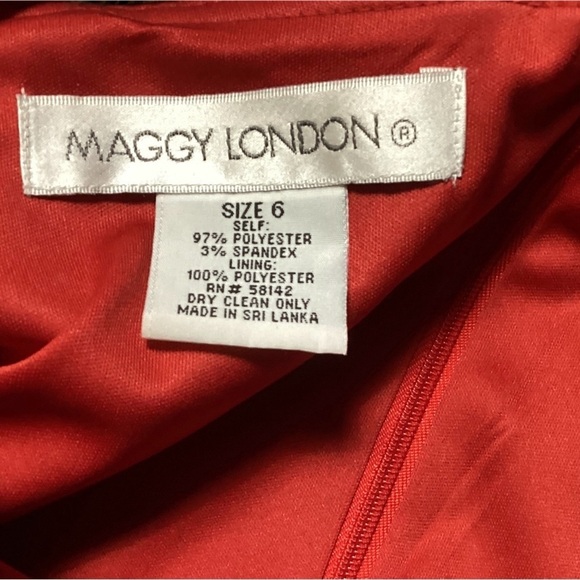 MAGGY LONDON ®
SIZE 6
SELF:
97% POLYESTER
3% SPANDEX
LINING:
100% POLYESTER
RN# 58142
DRY CLEAN ONLY
MADE IN SRI LANKA